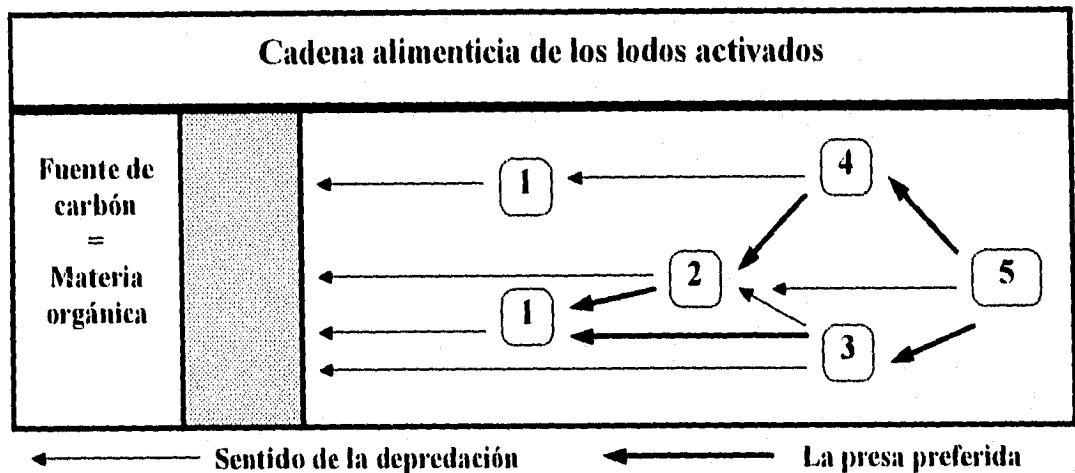 Cadena alimenticia de los lodos activados
Fuente de
carbón
=
Materia
orgánica
1
4
2
5
1
3
Sentido de la depredación
La presa preferida